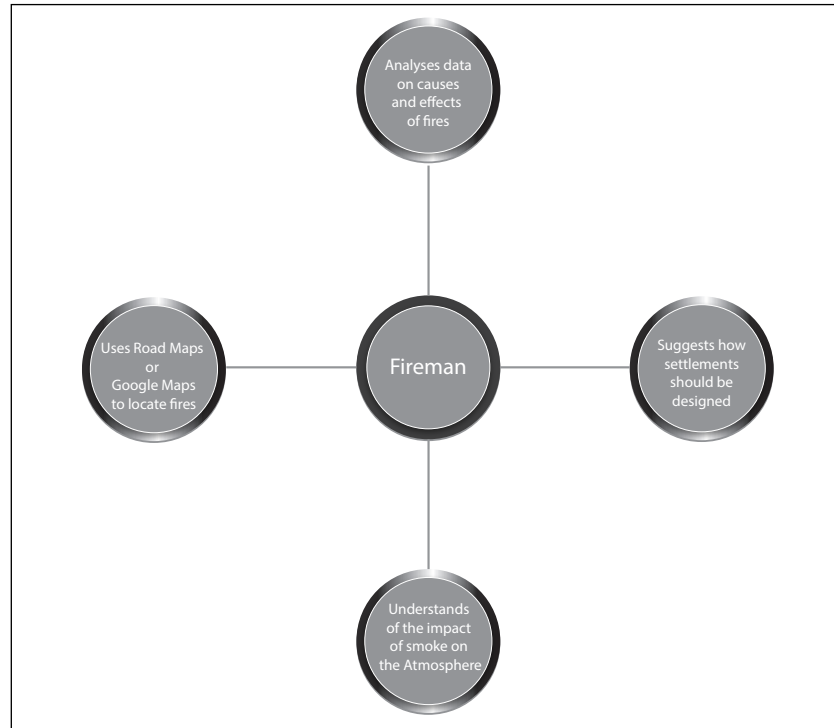 Analyses data
on causes
and effects
of fires
Uses Road Maps
or
Google Maps
to locate fires
Fireman
Suggests how
settlements
should be
designed
Understands
of the impact
of smoke on
the Atmosphere